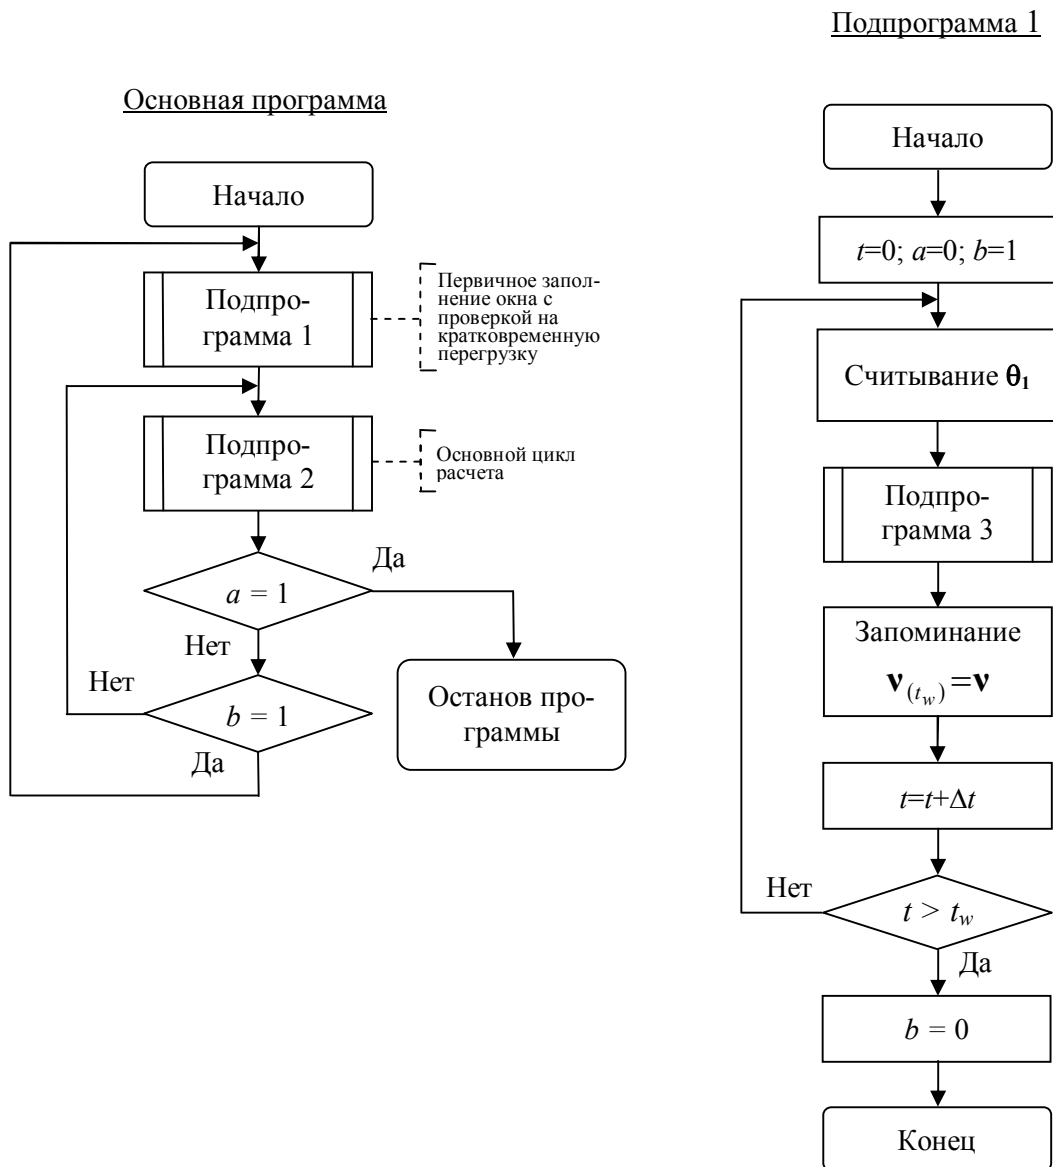 Основная программа
Начало
Подпро-
грамма 1
Первичное запол-
нение окна с
проверкой на
кратковременную
перегрузку
Подпро-
грамма 2
Основной цикл
расчета
a = 1
Да
Нет
Останов про-
граммы
b = 1
Нет
Да
Подпрограмма 1
Начало
t=0; a=0; b=1
Считывание θ₁
Подпро-
грамма 3
Запоминание
v(t_w)=v
t=t+Δt
t > t_w
Нет
Да
b = 0
Конец